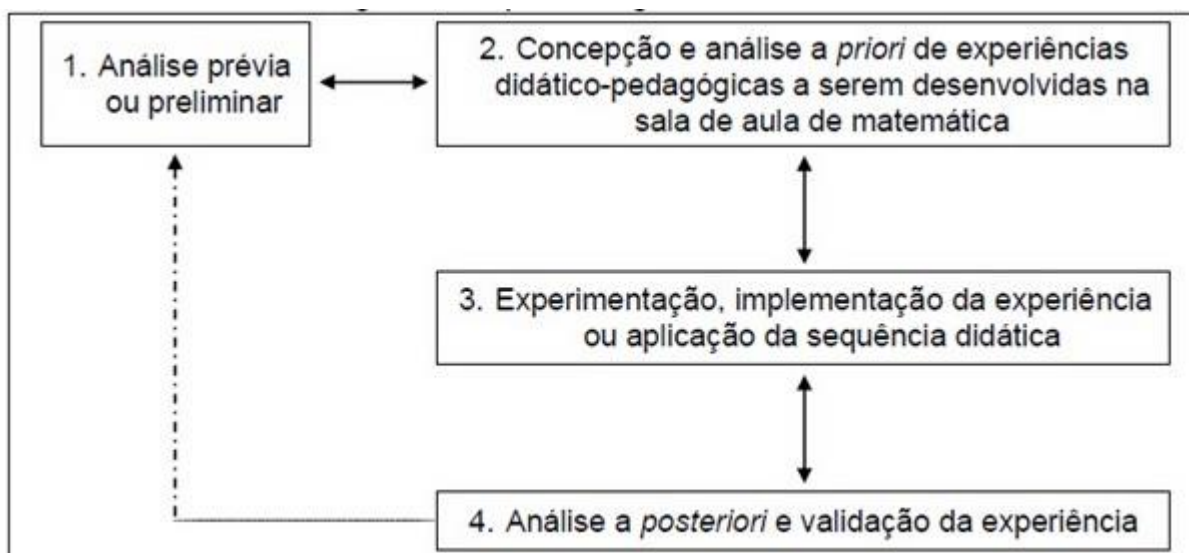 1. Análise prévia
ou preliminar
2. Concepção e análise a priori de experiências
didático-pedagógicas a serem desenvolvidas na
sala de aula de matemática
3. Experimentação, implementação da experiência
ou aplicação da sequência didática
4. Análise a posteriori e validação da experiência